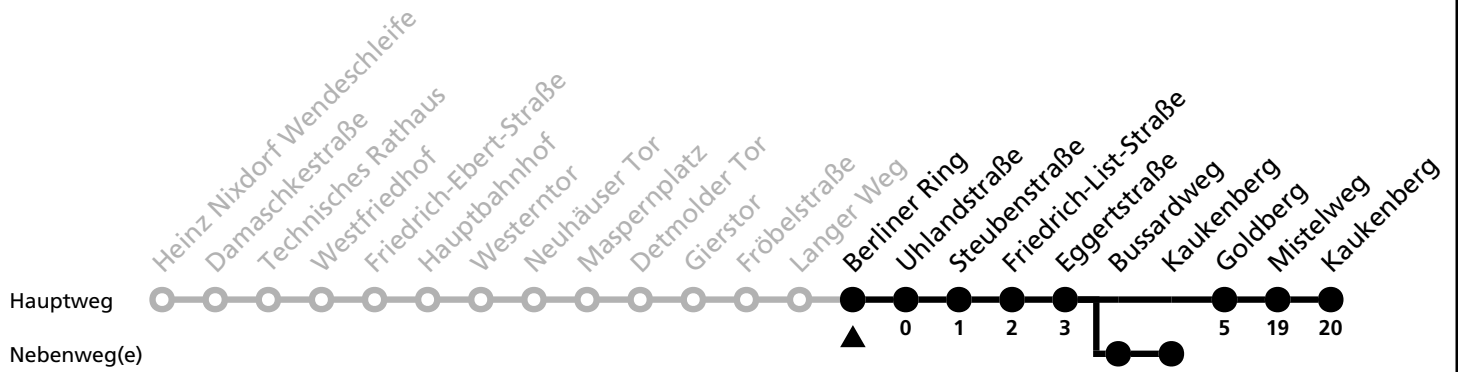 Heinz Nixdorf Wendeschleife
Damaschkestraße
Technisches Rathaus
Westfriedhof
Friedrich-Ebert-Straße
Hauptbahnhof
Westerntor
Neuhäuser Tor
Maspernplatz
Detmolder Tor
Gierstor
Fröbelstraße
Langer Weg
Berliner Ring
Uhlandstraße
Steubenstraße
Friedrich-List-Straße
Eggertstraße
Bussardweg
Kaukenberg
Goldberg
Mistelweg
Kaukenberg
Hauptweg
0 1 2 3 5 19 20
Nebenweg(e)